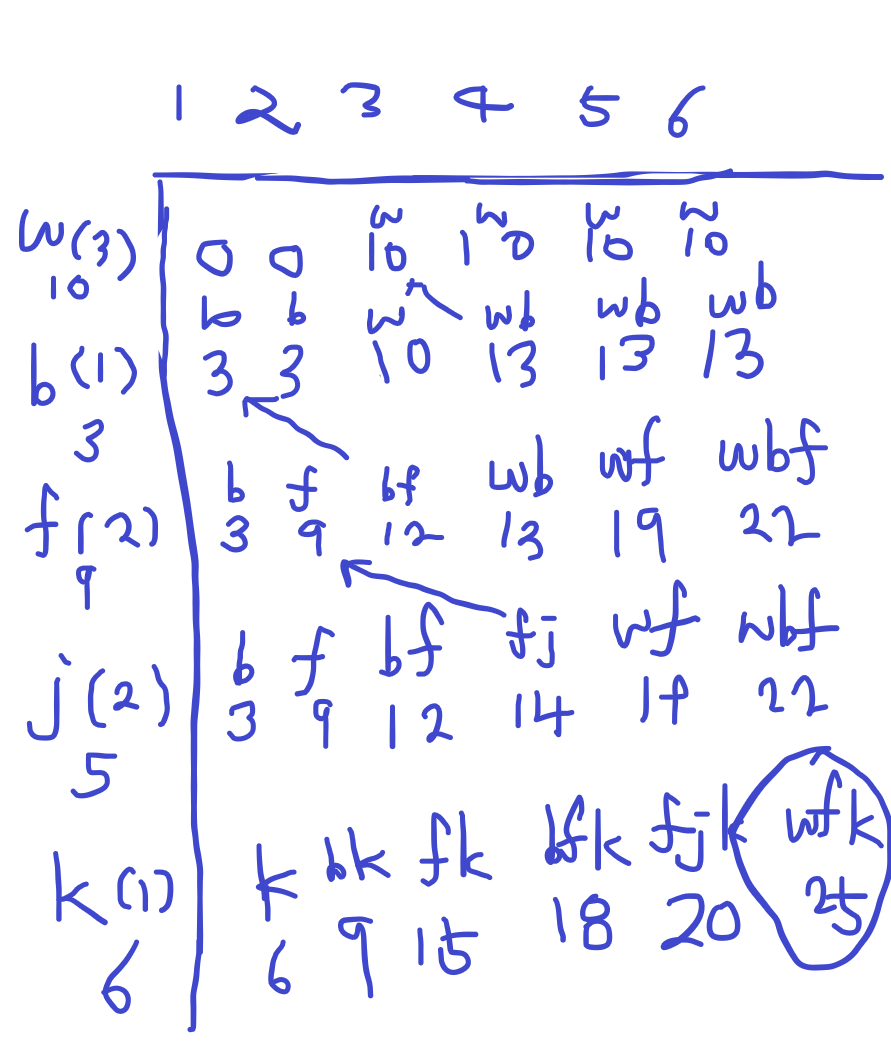 1 2 3 4 5 6
w(3) w w w w
10 0 0 10 10 10 10
b(1) b b w wb wb wb
3 3 3 10 13 13 13
f(2) b f bf wb wf wbf
9 3 9 12 13 19 22
j(2) b f bf fj wf wbf
5 3 9 12 14 19 22
k(1) k bk fk bfk fjk wfk
6 6 9 15 18 20 25